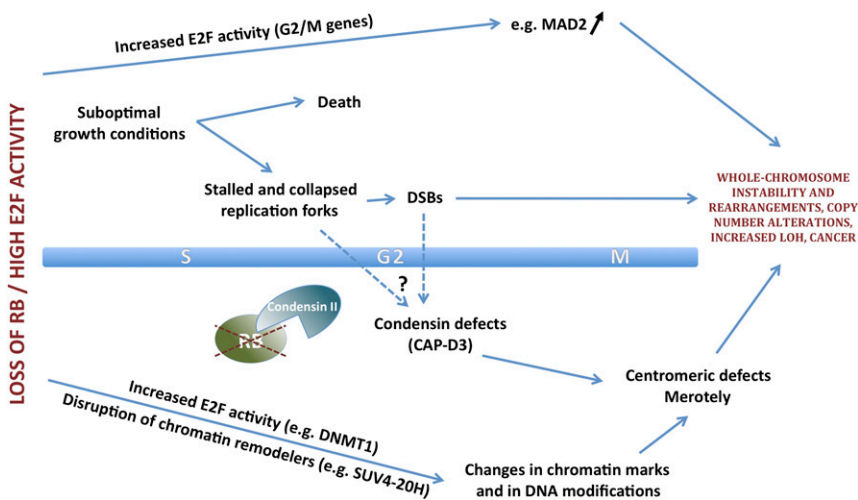 LOSS OF RB / HIGH E2F ACTIVITY
Increased E2F activity (G2/M genes)
e.g. MAD2
Suboptimal
growth conditions
Death
Stalled and collapsed
replication forks
DSBs
WHOLE-CHROMOSOME
INSTABILITY AND
REARRANGEMENTS, COPY
NUMBER ALTERATIONS,
INCREASED LOH, CANCER
S G2 M
?
Condensin II
RB
Condensin defects
(CAP-D3)
Centromeric defects
Merotely
Increased E2F activity (e.g. DNMT1)
Disruption of chromatin remodelers (e.g. SUV4-20H)
Changes in chromatin marks
and in DNA modifications